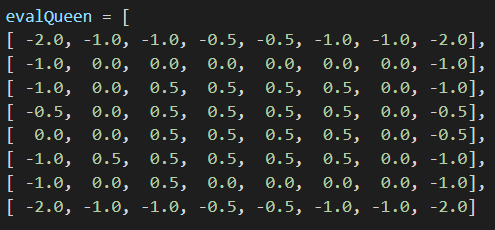 evalQueen = [
[ -2.0, -1.0, -1.0, -0.5, -0.5, -1.0, -1.0, -2.0],
[ -1.0, 0.0, 0.0, 0.0, 0.0, 0.0, 0.0, -1.0],
[ -1.0, 0.0, 0.5, 0.5, 0.5, 0.5, 0.0, -1.0],
[ -0.5, 0.0, 0.5, 0.5, 0.5, 0.5, 0.0, -0.5],
[ 0.0, 0.0, 0.5, 0.5, 0.5, 0.5, 0.0, -0.5],
[ -1.0, 0.5, 0.5, 0.5, 0.5, 0.5, 0.0, -1.0],
[ -1.0, 0.0, 0.5, 0.0, 0.0, 0.0, 0.0, -1.0],
[ -2.0, -1.0, -1.0, -0.5, -0.5, -1.0, -1.0, -2.0]